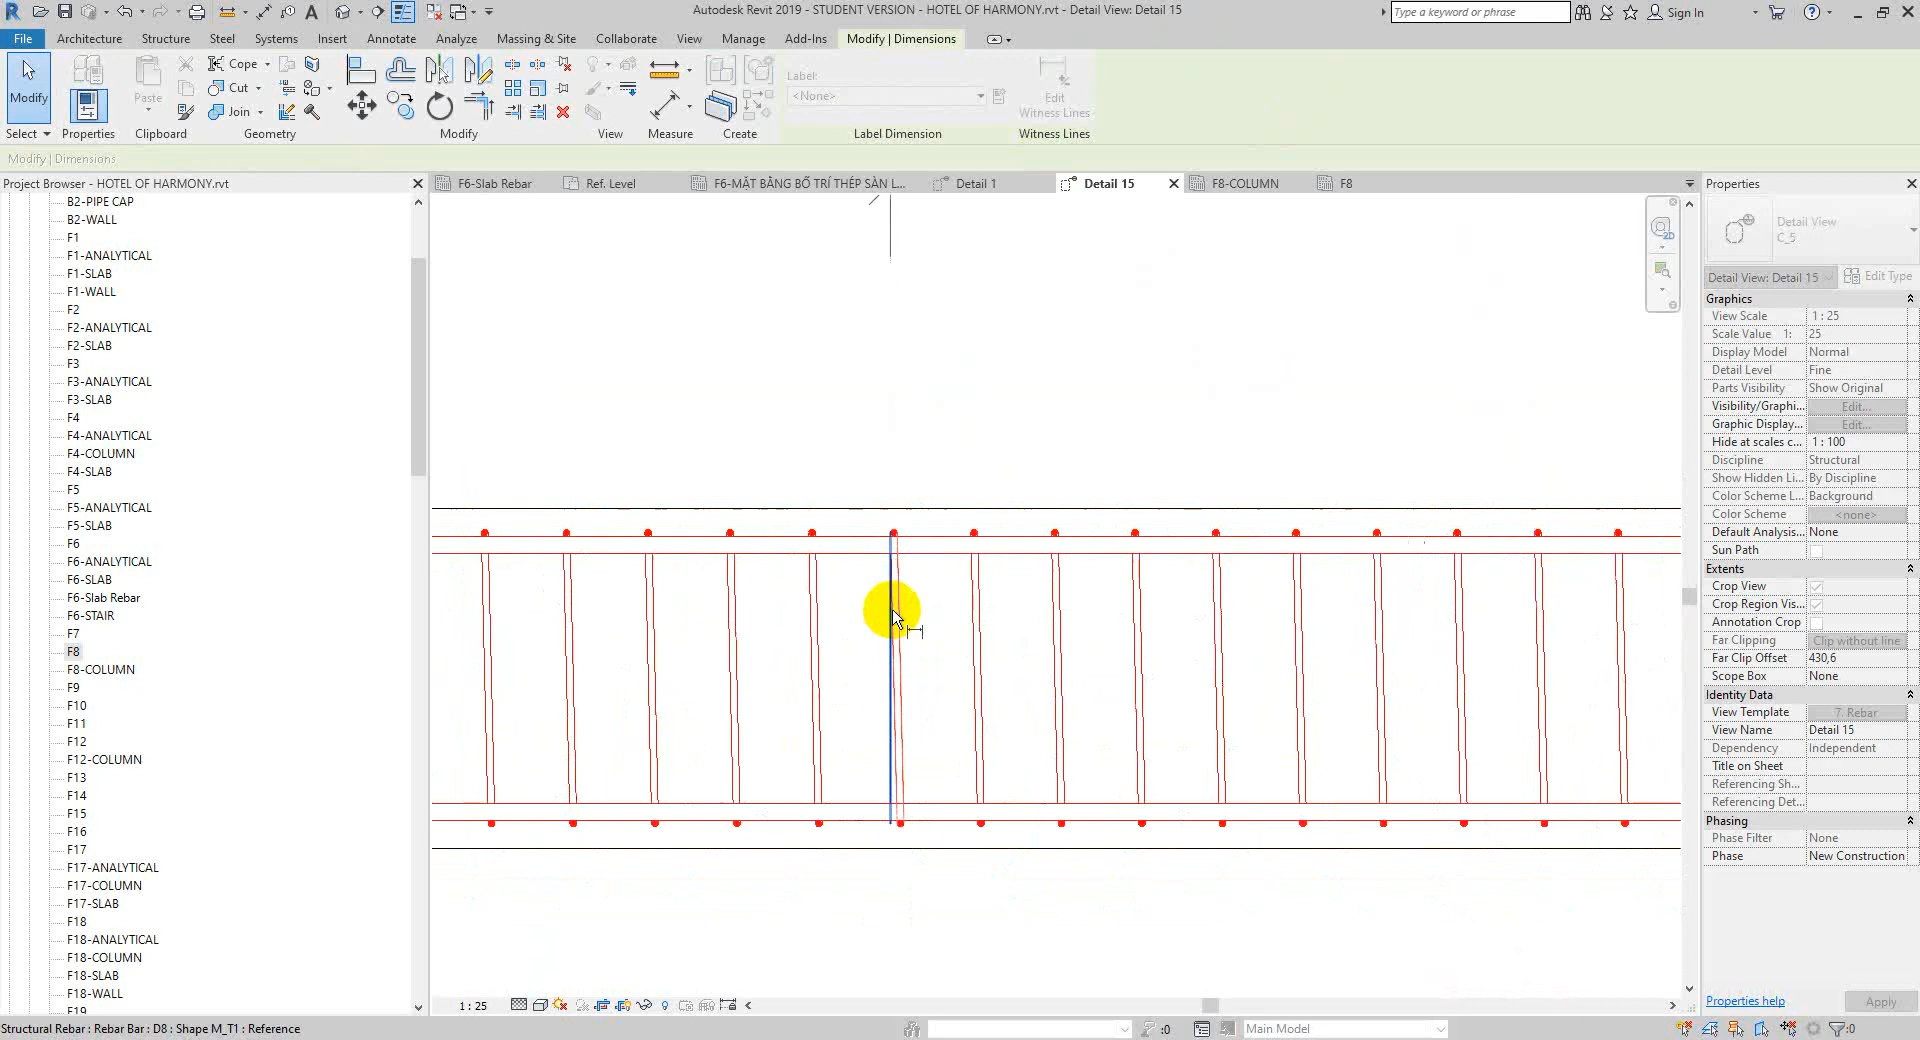 Autodesk Revit 2019 - STUDENT VERSION - HOTEL OF HARMONY.rvt - Detail View: Detail 15
Type a keyword or phrase
Sign In
File Architecture Structure Steel Systems Insert Annotate Analyze Massing & Site Collaborate View Manage Add-Ins Modify | Dimensions
Modify
Select
Properties
Paste
Clipboard
Cope
Cut
Join
Geometry
Modify
View
Measure
Create
Label:
<None>
Label Dimension
Edit
Witness Lines
Witness Lines
Modify | Dimensions
Project Browser - HOTEL OF HARMONY.rvt
B2-PIPE CAP
B2-WALL
F1
F1-ANALYTICAL
F1-SLAB
F1-WALL
F2
F2-ANALYTICAL
F2-SLAB
F3
F3-ANALYTICAL
F3-SLAB
F4
F4-ANALYTICAL
F4-COLUMN
F4-SLAB
F5
F5-ANALYTICAL
F5-SLAB
F6
F6-ANALYTICAL
F6-SLAB
F6-Slab Rebar
F6-STAIR
F7
F8
F8-COLUMN
F9
F10
F11
F12
F12-COLUMN
F13
F14
F15
F16
F17
F17-ANALYTICAL
F17-COLUMN
F17-SLAB
F18
F18-ANALYTICAL
F18-COLUMN
F18-SLAB
F18-WALL
F19
F6-Slab Rebar
Ref. Level
F6-MẶT BẰNG BỐ TRÍ THÉP SÀN L...
Detail 1
Detail 15
F8-COLUMN
F8
2D
1 : 25
Properties
Detail View
C_5
Detail View: Detail 15
Edit Type
Graphics
View Scale 1 : 25
Scale Value 1: 25
Display Model Normal
Detail Level Fine
Parts Visibility Show Original
Visibility/Graphi... Edit...
Graphic Display... Edit...
Hide at scales c... 1 : 100
Discipline Structural
Show Hidden Li... By Discipline
Color Scheme L... Background
Color Scheme <none>
Default Analysis... None
Sun Path
Extents
Crop View
Crop Region Vis...
Annotation Crop
Far Clipping Clip without line
Far Clip Offset 430,6
Scope Box None
Identity Data
View Template 7. Rebar
View Name Detail 15
Dependency Independent
Title on Sheet
Referencing Sh...
Referencing Det...
Phasing
Phase Filter None
Phase New Construction
Properties help
Apply
Structural Rebar : Rebar Bar : D8 : Shape M_T1 : Reference
:0
Main Model
:0